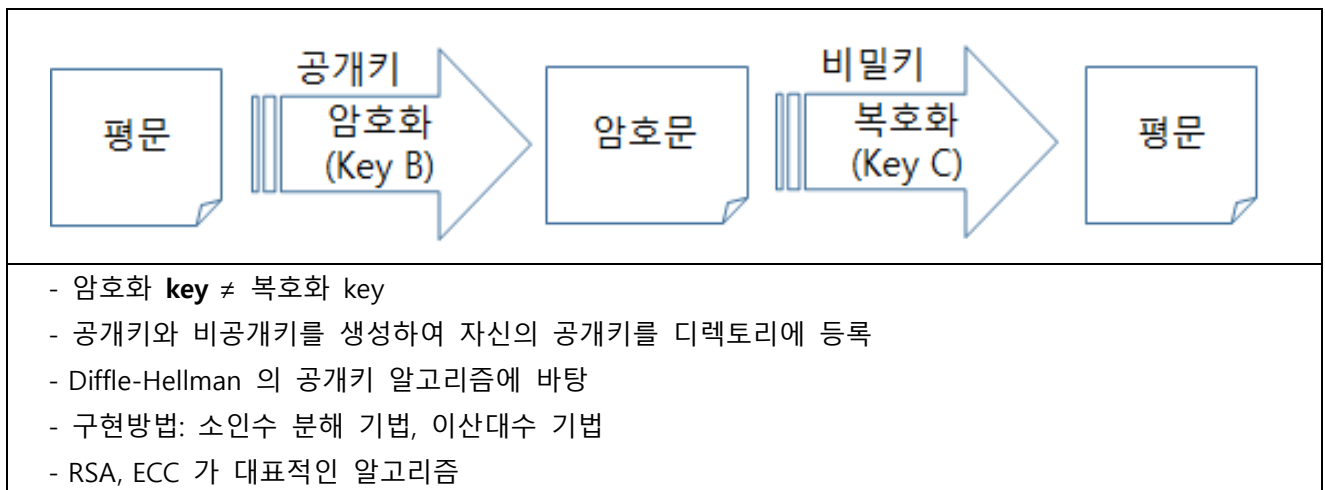 공개키
비밀키
평문
암호화
(Key B)
암호문
복호화
(Key C)
평문
- 암호화 key ≠ 복호화 key
- 공개키와 비공개키를 생성하여 자신의 공개키를 디렉토리에 등록
- Diffle-Hellman 의 공개키 알고리즘에 바탕
- 구현방법: 소인수 분해 기법, 이산대수 기법
- RSA, ECC 가 대표적인 알고리즘